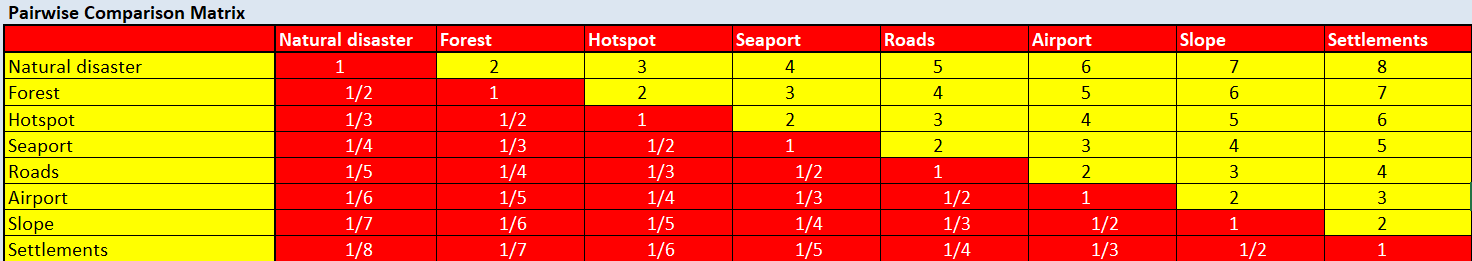 Pairwise Comparison Matrix
Natural disaster Forest Hotspot Seaport Roads Airport Slope Settlements
Natural disaster 1 2 3 4 5 6 7 8
Forest 1/2 1 2 3 4 5 6 7
Hotspot 1/3 1/2 1 2 3 4 5 6
Seaport 1/4 1/3 1/2 1 2 3 4 5
Roads 1/5 1/4 1/3 1/2 1 2 3 4
Airport 1/6 1/5 1/4 1/3 1/2 1 2 3
Slope 1/7 1/6 1/5 1/4 1/3 1/2 1 2
Settlements 1/8 1/7 1/6 1/5 1/4 1/3 1/2 1